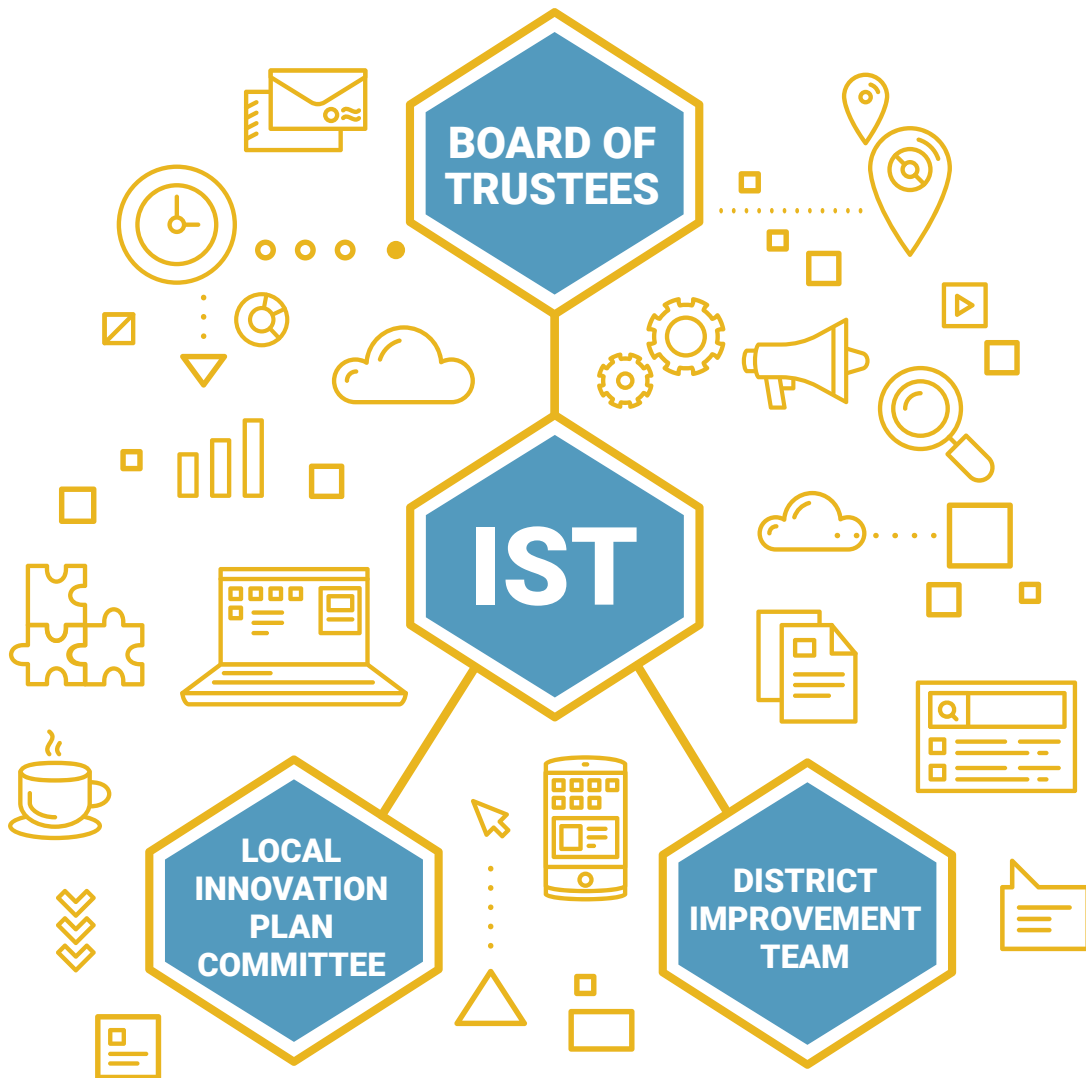 BOARD OF
TRUSTEES
IST
LOCAL
INNOVATION
PLAN
COMMITTEE
DISTRICT
IMPROVEMENT
TEAM